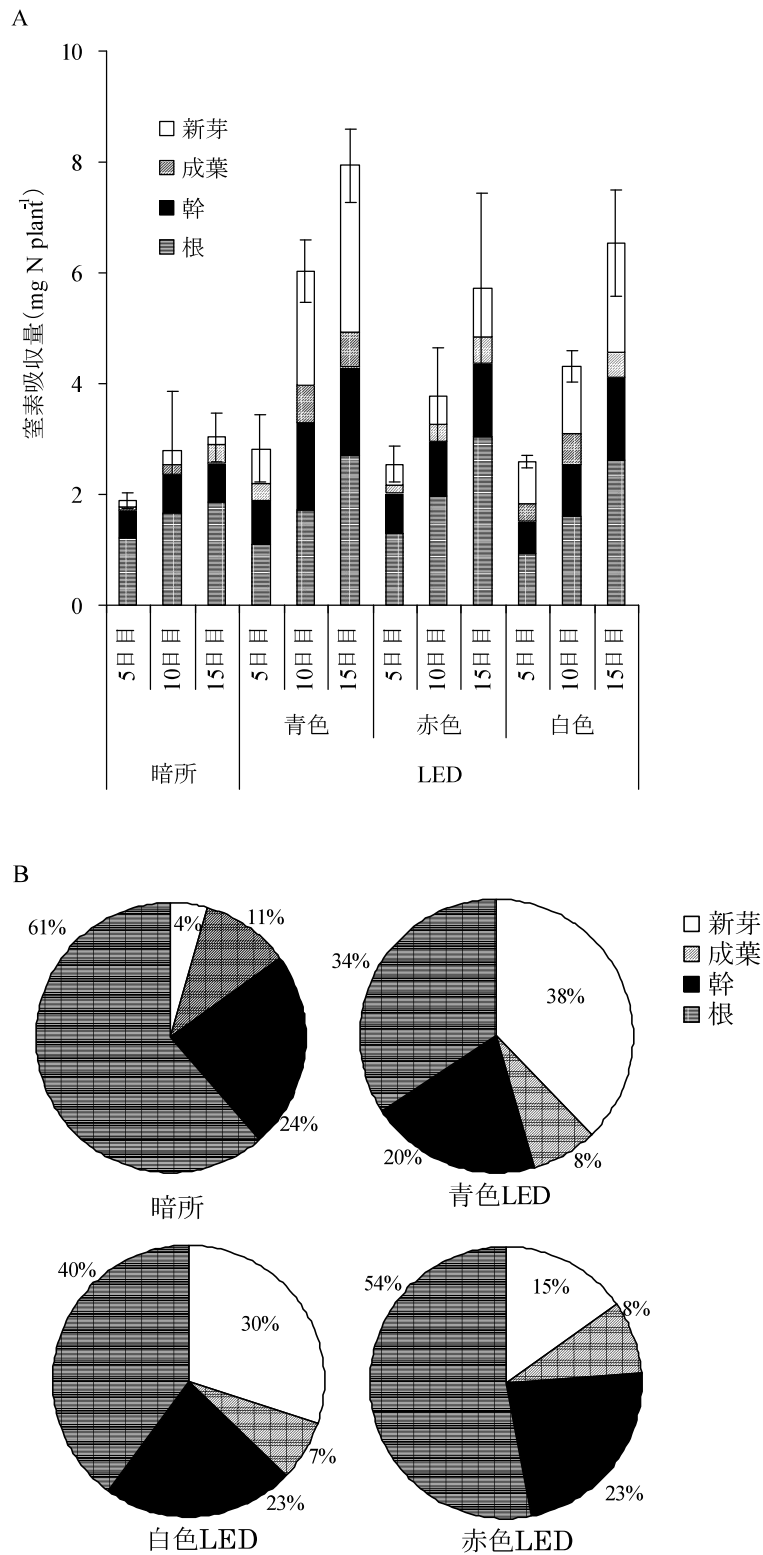 A
10
8
6
4
2
0
窒素吸収量(mg N plant-1)
新芽
成葉
幹
根
5日目 10日目 15日目 5日目 10日目 15日目 5日目 10日目 15日目 5日目 10日目 15日目
青色 赤色 白色
暗所 LED
B
61% 4% 11% 24%
暗所
34% 38% 20% 8%
青色LED
新芽
成葉
幹
根
40% 30% 7% 23%
白色LED
54% 15% 8% 23%
赤色LED